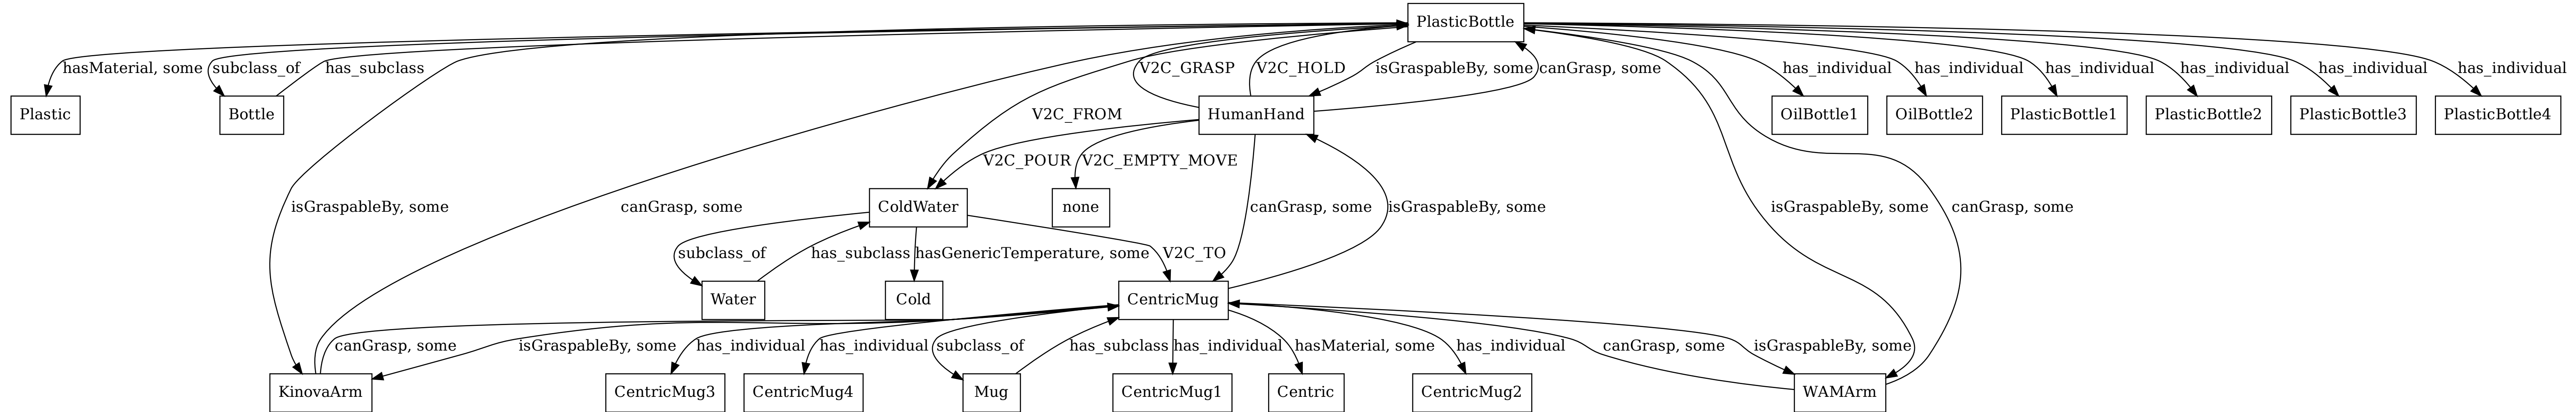 PlasticBottle
hasMaterial, some
subclass_of
has_subclass
V2C_GRASP
V2C_HOLD
isGraspableBy, some
canGrasp, some
has_individual
has_individual
has_individual
has_individual
has_individual
has_individual
Plastic
Bottle
V2C_FROM
HumanHand
OilBottle1
OilBottle2
PlasticBottle1
PlasticBottle2
PlasticBottle3
PlasticBottle4
V2C_POUR
V2C_EMPTY_MOVE
isGraspableBy, some
canGrasp, some
ColdWater
none
canGrasp, some
isGraspableBy, some
isGraspableBy, some
canGrasp, some
subclass_of
has_subclass
hasGenericTemperature, some
V2C_TO
Water
Cold
CentricMug
canGrasp, some
isGraspableBy, some
has_individual
has_individual
subclass_of
has_subclass
has_individual
hasMaterial, some
has_individual
canGrasp, some
isGraspableBy, some
KinovaArm
CentricMug3
CentricMug4
Mug
CentricMug1
Centric
CentricMug2
WAMArm